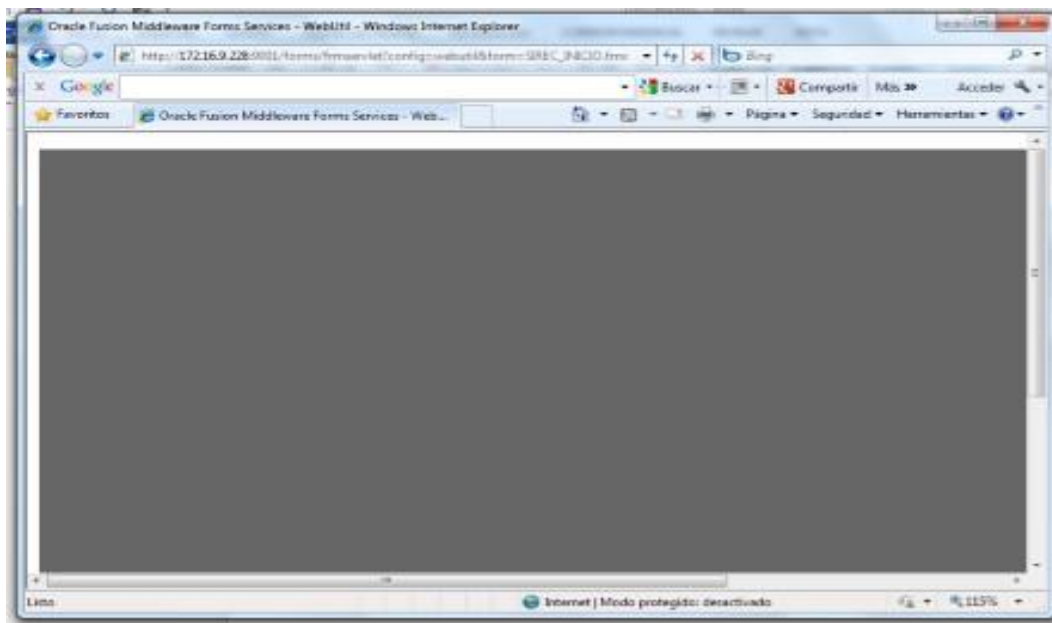 Oracle Fusion Middleware Forms Services - WebUtil - Windows Internet Explorer
Bing
Google
Buscar
Compartir
Más »
Acceder
Favoritos
Oracle Fusion Middleware Forms Services - Web...
Página
Seguridad
Herramientas
Listo
Internet | Modo protegido: desactivado
115%